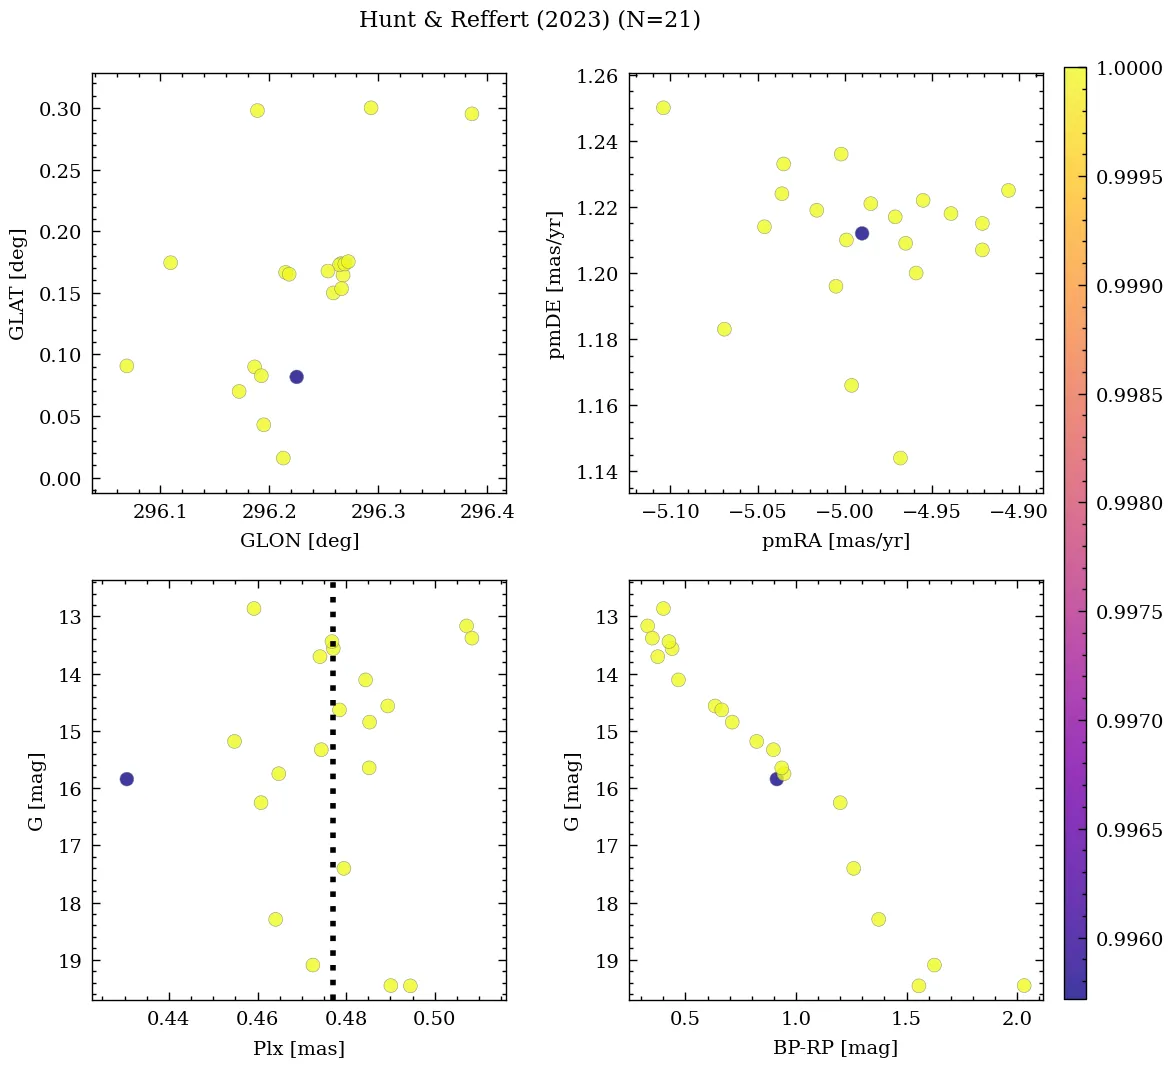 Hunt & Reffert (2023) (N=21)
0.30
0.25
0.20
0.15
0.10
0.05
0.00
GLAT [deg]
296.1 296.2 296.3 296.4
GLON [deg]
1.26
1.24
1.22
1.20
1.18
1.16
1.14
pmDE [mas/yr]
−5.10 −5.05 −5.00 −4.95 −4.90
pmRA [mas/yr]
13
14
15
16
17
18
19
G [mag]
0.44 0.46 0.48 0.50
Plx [mas]
13
14
15
16
17
18
19
G [mag]
0.5 1.0 1.5 2.0
BP-RP [mag]
1.0000
0.9995
0.9990
0.9985
0.9980
0.9975
0.9970
0.9965
0.9960